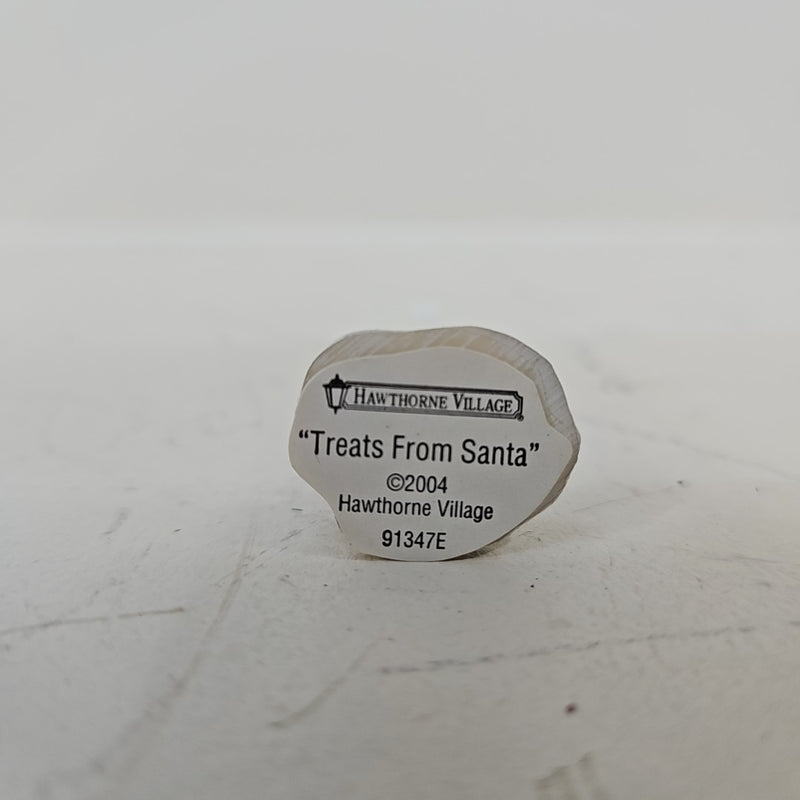 HAWTHORNE VILLAGE
“Treats From Santa”
©2004
Hawthorne Village
91347E